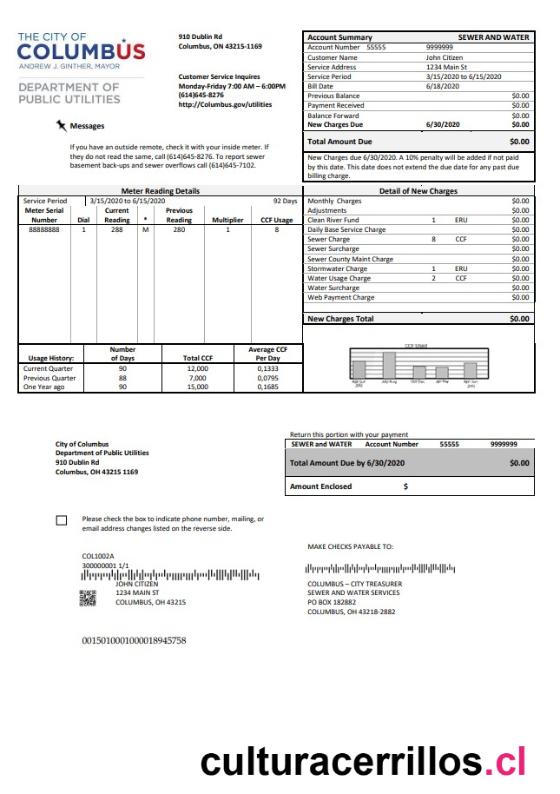 THE CITY OF
COLUMBUS
ANDREW J. GINTHER, MAYOR
DEPARTMENT OF
PUBLIC UTILITIES
910 Dublin Rd
Columbus, OH 43215-1169
Customer Service Inquires
Monday-Friday 7:00 AM – 6:00PM
(614)645-8276
http://Columbus.gov/utilities
Messages
If you have an outside remote, check it with your inside meter. If
they do not read the same, call (614)645-8276. To report sewer
basement back-ups and sewer overflows call (614)645-7102.
Account Summary SEWER AND WATER
Account Number 55555 9999999
Customer Name John Citizen
Service Address 1234 Main St
Service Period 3/15/2020 to 6/15/2020
Bill Date 6/18/2020
Previous Balance $0.00
Payment Received $0.00
Balance Forward $0.00
New Charges Due 6/30/2020 $0.00
Total Amount Due $0.00
New Charges due 6/30/2020. A 10% penalty will be added if not paid
by this date. This date does not extend the due date for any past due
billing charge.
Meter Reading Details
Service Period 3/15/2020 to 6/15/2020 92 Days
Meter Serial Number Dial Current Reading * Previous Reading Multiplier CCF Usage
88888888 1 288 M 280 1 8
Usage History: Number of Days Total CCF Average CCF Per Day
Current Quarter 90 12,000 0,1333
Previous Quarter 88 7,000 0,0795
One Year ago 90 15,000 0,1685
Detail of New Charges
Monthly Charges $0.00
Adjustments $0.00
Clean River Fund 1 ERU $0.00
Daily Base Service Charge $0.00
Sewer Charge 8 CCF $0.00
Sewer Surcharge $0.00
Sewer County Maint Charge $0.00
Stormwater Charge 1 ERU $0.00
Water Usage Charge 2 CCF $0.00
Water Surcharge $0.00
Web Payment Charge $0.00
New Charges Total $0.00
CCF Used
City of Columbus
Department of Public Utilities
910 Dublin Rd
Columbus, OH 43215 1169
Return this portion with your payment
SEWER and WATER Account Number 55555 9999999
Total Amount Due by 6/30/2020 $0.00
Amount Enclosed $
Please check the box to indicate phone number, mailing, or
email address changes listed on the reverse side.
COL1002A
300000001 1/1
JOHN CITIZEN
1234 MAIN ST
COLUMBUS, OH 43215
MAKE CHECKS PAYABLE TO:
COLUMBUS – CITY TREASURER
SEWER AND WATER SERVICES
PO BOX 182882
COLUMBUS, OH 43218-2882
0015010001000018945758
culturacerrillos.cl